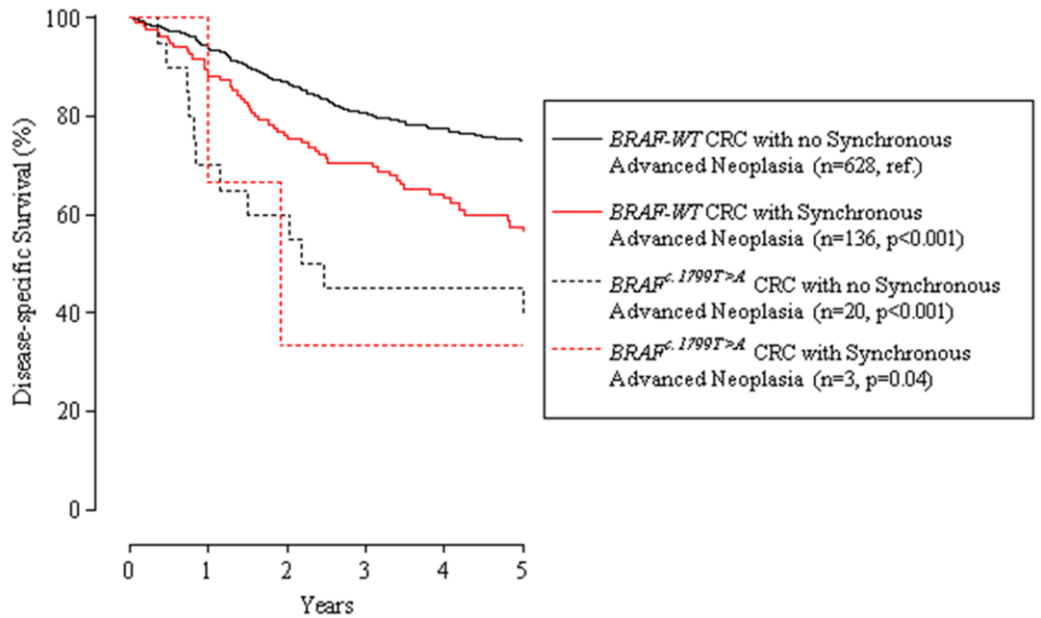 Disease-specific Survival (%)
100
80
60
40
20
0
0 1 2 3 4 5
Years
BRAF-WT CRC with no Synchronous
Advanced Neoplasia (n=628, ref.)
BRAF-WT CRC with Synchronous
Advanced Neoplasia (n=136, p<0.001)
BRAF^c.1799T>A CRC with no Synchronous
Advanced Neoplasia (n=20, p<0.001)
BRAF^c.1799T>A CRC with Synchronous
Advanced Neoplasia (n=3, p=0.04)